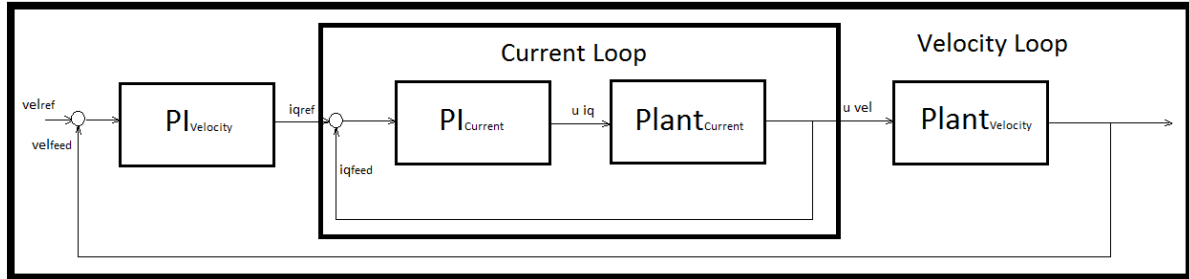 Current Loop
Velocity Loop
velref
velfeed
PIVelocity
iqref
iqfeed
PICurrent
u iq
PlantCurrent
u vel
PlantVelocity